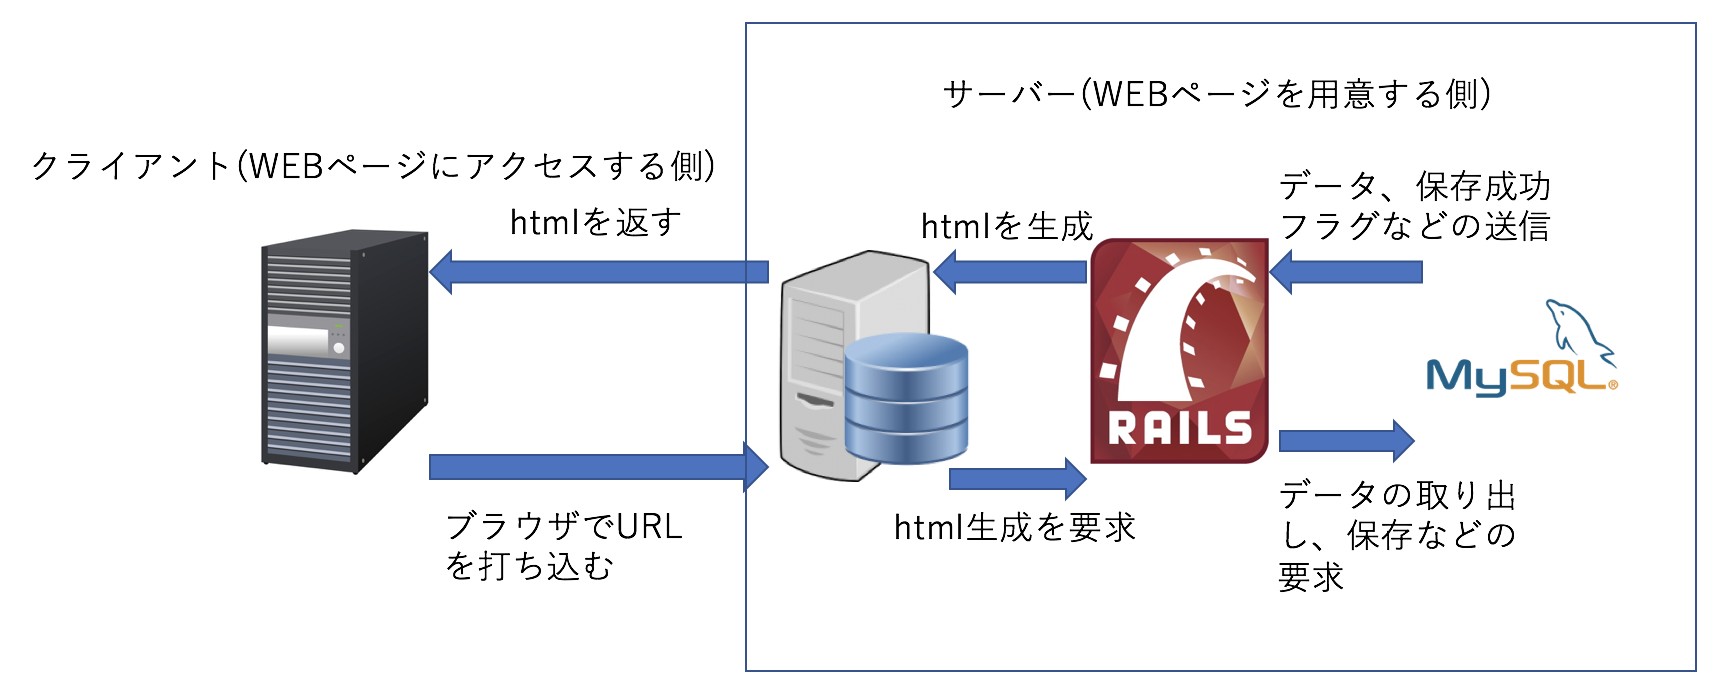 サーバー(WEBページを用意する側)
クライアント(WEBページにアクセスする側)
htmlを返す
htmlを生成
データ、保存成功
フラグなどの送信
RAILS
MySQL®
ブラウザでURL
を打ち込む
html生成を要求
データの取り出
し、保存などの
要求